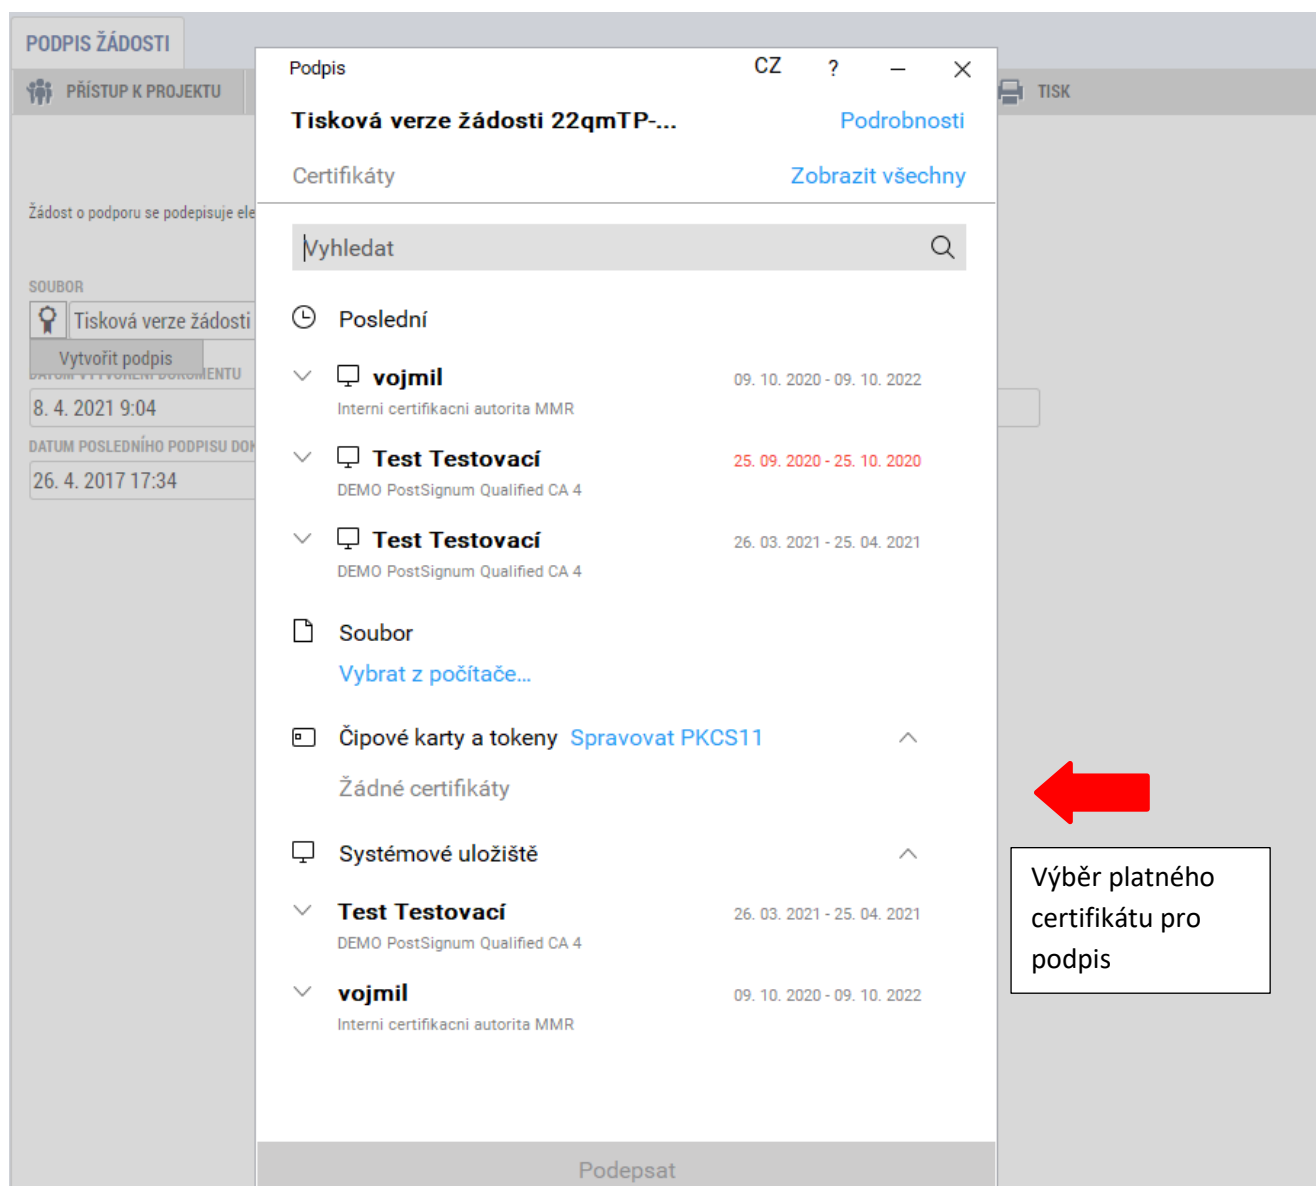 PODPIS ŽÁDOSTI
PŘÍSTUP K PROJEKTU
TISK
Žádost o podporu se podepisuje ele
SOUBOR
Tisková verze žádosti
Vytvořit podpis
DATUM VYTVOŘENÍ DOKUMENTU
8. 4. 2021 9:04
DATUM POSLEDNÍHO PODPISU DOK
26. 4. 2017 17:34
Podpis
CZ ?
Tisková verze žádosti 22qmTP-... Podrobnosti
Certifikáty Zobrazit všechny
Vyhledat
Poslední
vojmil 09. 10. 2020 - 09. 10. 2022
Interni certifikacni autorita MMR
Test Testovací 25. 09. 2020 - 25. 10. 2020
DEMO PostSignum Qualified CA 4
Test Testovací 26. 03. 2021 - 25. 04. 2021
DEMO PostSignum Qualified CA 4
Soubor
Vybrat z počítače...
Čipové karty a tokeny Spravovat PKCS11
Žádné certifikáty
Systémové uložiště
Test Testovací 26. 03. 2021 - 25. 04. 2021
DEMO PostSignum Qualified CA 4
vojmil 09. 10. 2020 - 09. 10. 2022
Interni certifikacni autorita MMR
Podepsat
Výběr platného
certifikátu pro
podpis